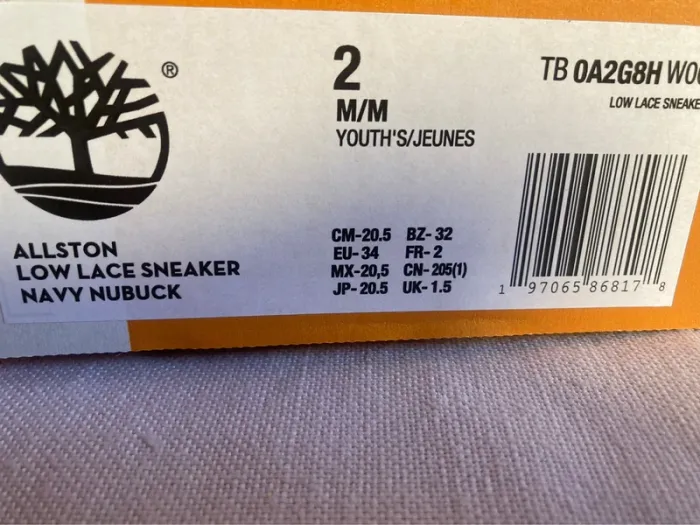 ®
2
M/M
YOUTH'S/JEUNES
TB 0A2G8H
LOW LACE
ALLSTON
LOW LACE SNEAKER
NAVY NUBUCK
CM-20.5 BZ- 32
EU- 34 FR- 2
MX-20,5 CN- 205(1)
JP- 20.5 UK- 1.5
1 97065 86817 8